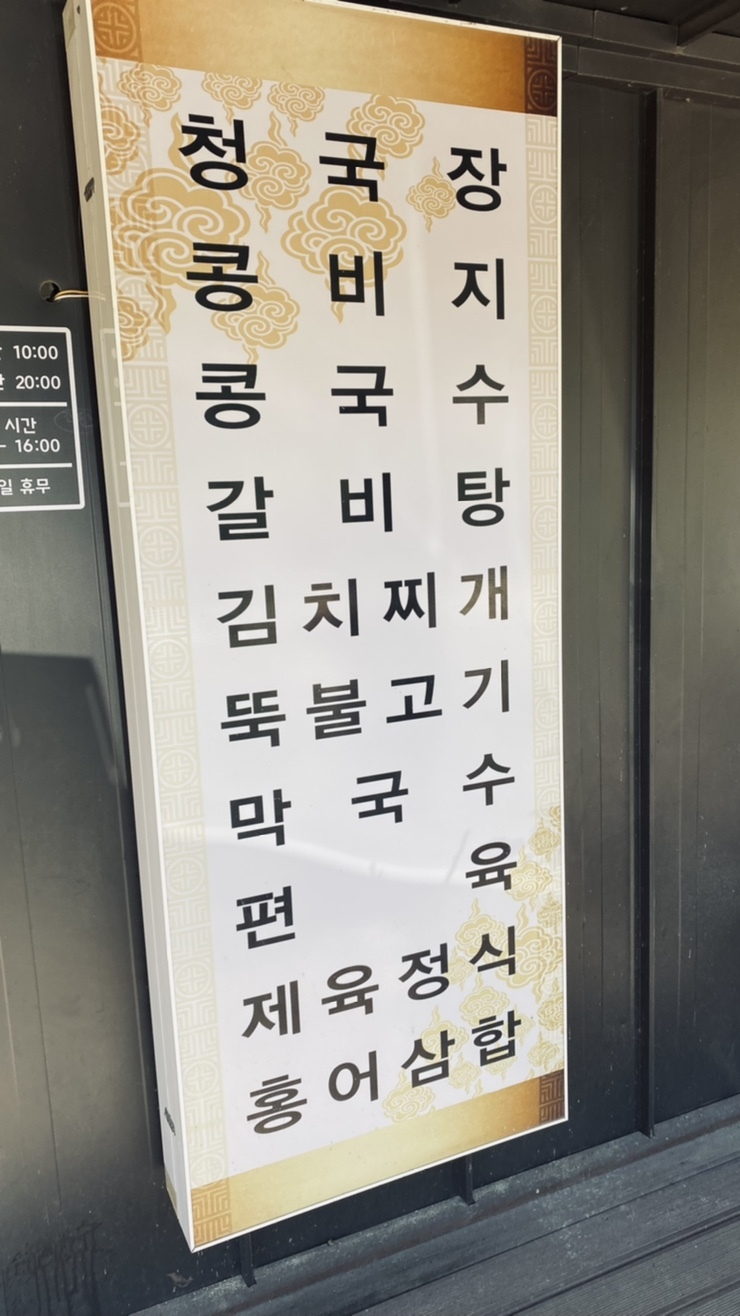 10:00
20:00
시간
- 16:00
일 휴무
청국장
콩비지
콩국수
갈비탕
김치찌개
뚝불고기
막국수
편육
제육정식
홍어삼합